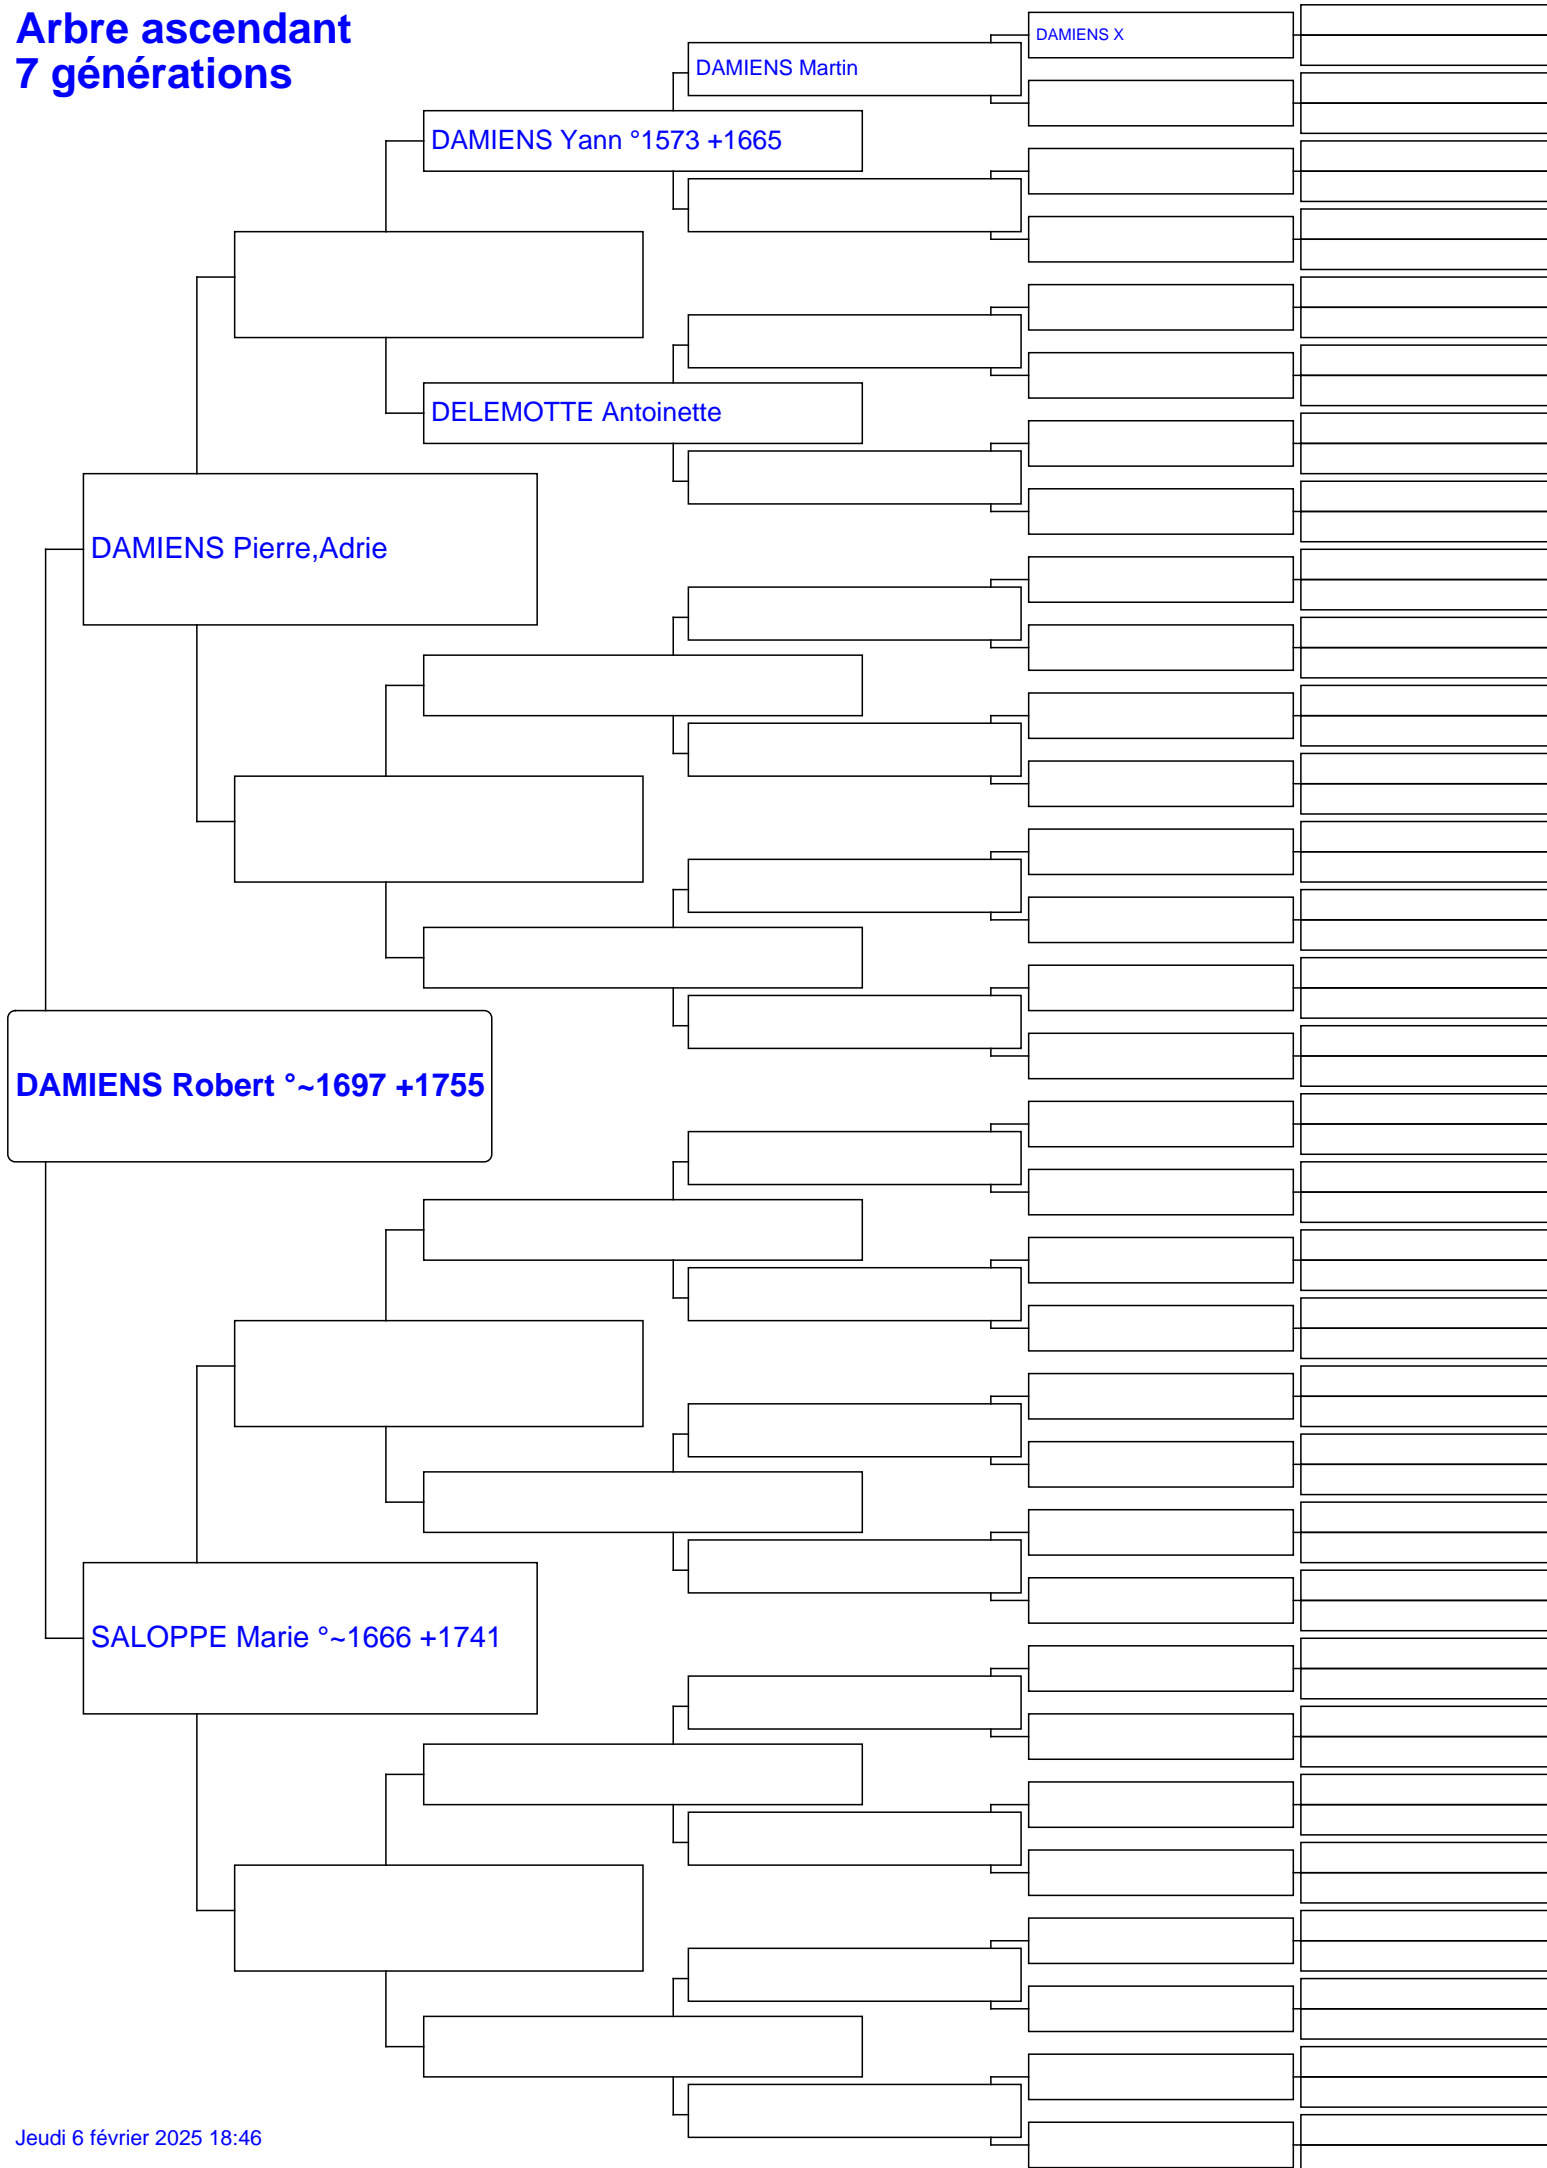 Arbre ascendant
7 générations
DAMIENS X
DAMIENS Martin
DAMIENS Yann °1573 +1665
DELEMOTTE Antoinette
DAMIENS Pierre,Adrie
DAMIENS Robert °~1697 +1755
SALOPPE Marie °~1666 +1741
Jeudi 6 février 2025 18:46